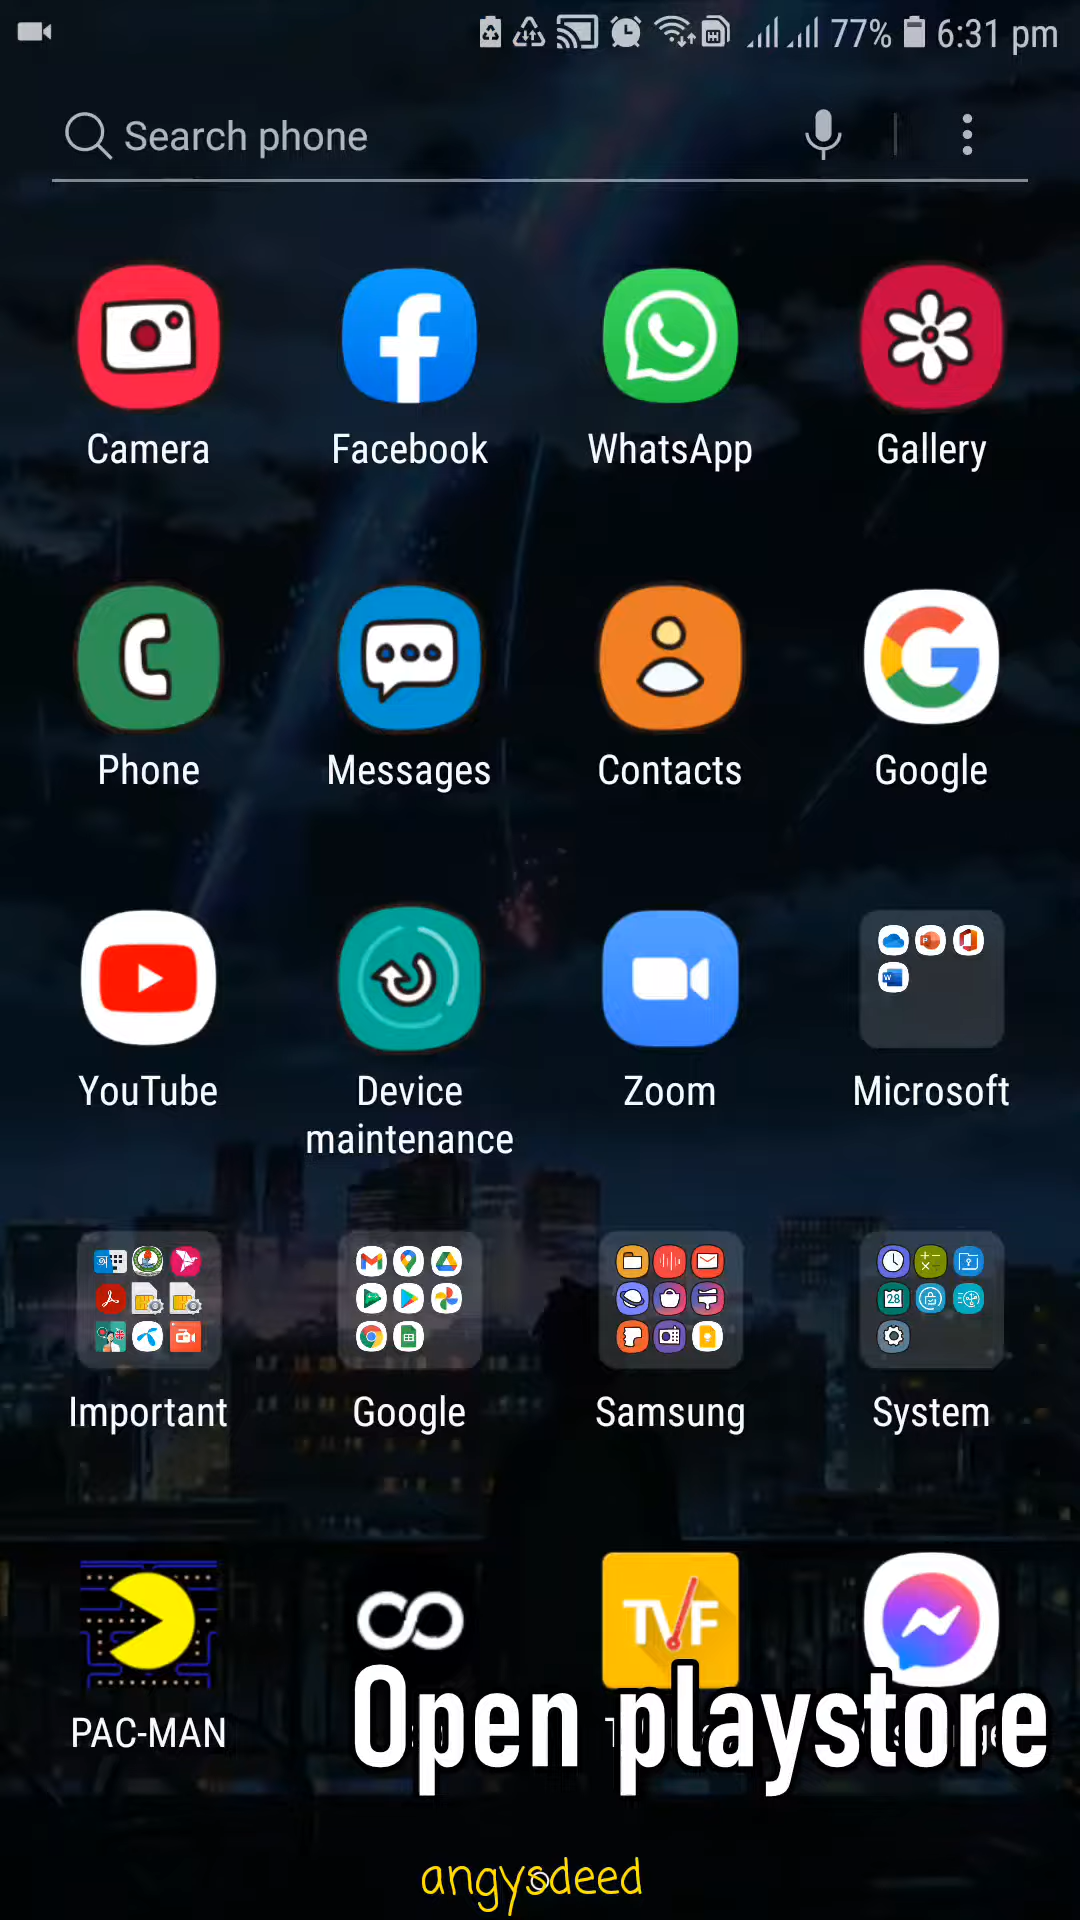 77% 6:31 pm
Search phone
Camera Facebook WhatsApp Gallery
Phone Messages Contacts Google
YouTube Device maintenance Zoom Microsoft
Important Google Samsung System
TVF
PAC-MAN
Open playstore
angysdeed